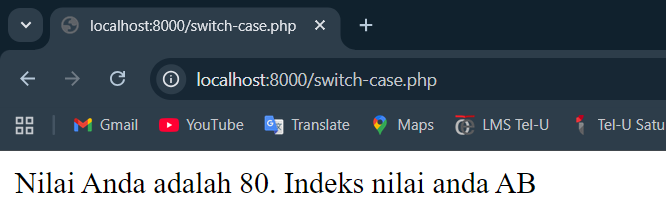 localhost:8000/switch-case.php
localhost:8000/switch-case.php
Gmail YouTube Translate Maps LMS Tel-U Tel-U Satu
Nilai Anda adalah 80. Indeks nilai anda AB